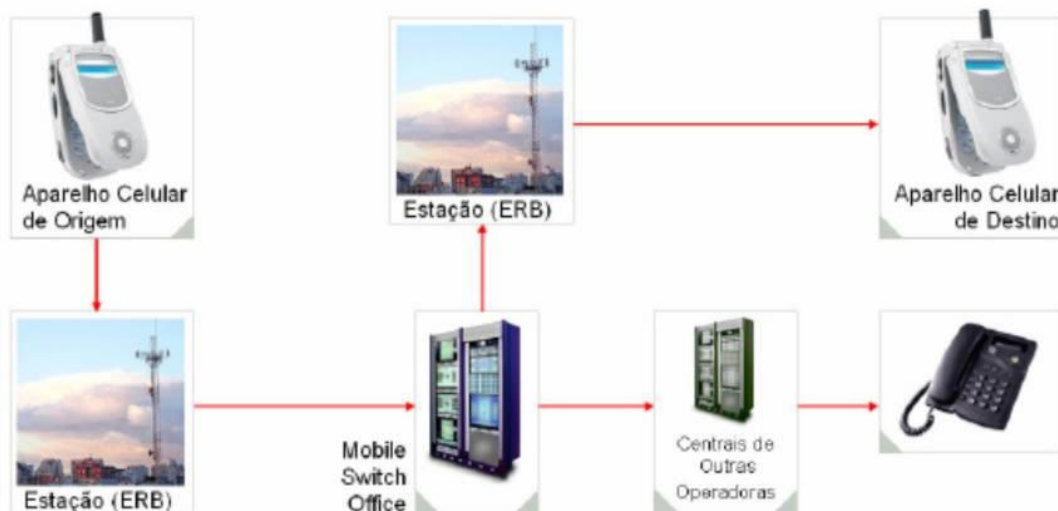 Aparelho Celular
de Origem
Estação (ERB)
Aparelho Celular
de Destino
Estação (ERB)
Mobile
Switch
Office
Centrais de
Outras
Operadoras